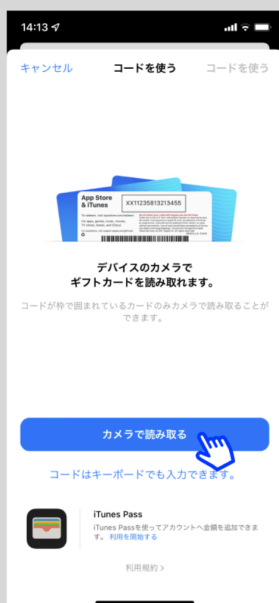 14:13
キャンセル コードを使う コードを使う
App Store
& iTunes
XX11235813213455
デバイスのカメラで
ギフトカードを読み取れます。
コードが枠で囲まれているカードのみカメラで読み取ることが
できます。
カメラで読み取る
コードはキーボードでも入力できます。
iTunes Pass
iTunes Passを使ってアカウントへ金額を追加できま
す。 利用を開始する
利用規約 >